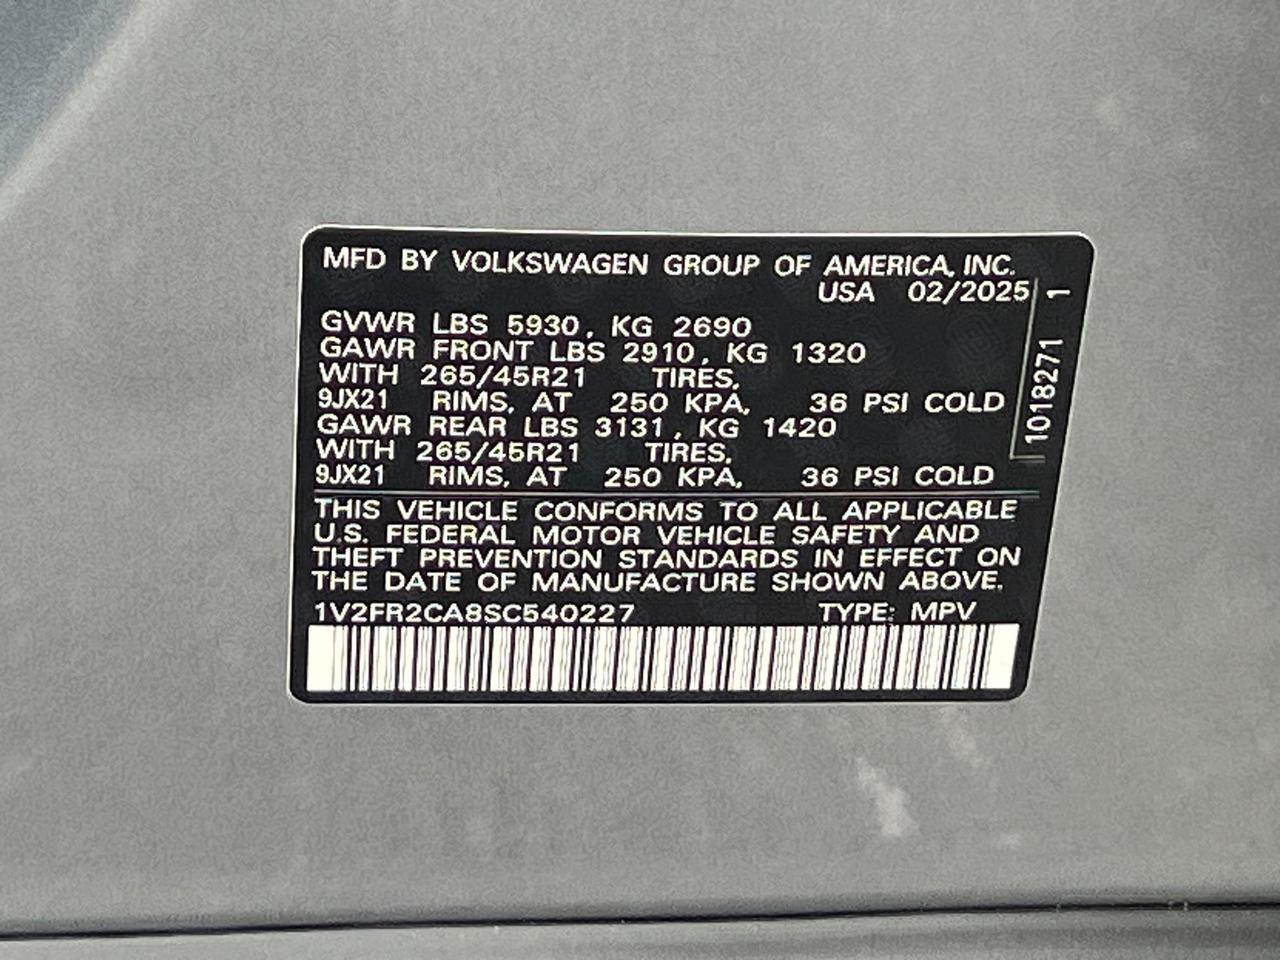 MFD BY VOLKSWAGEN GROUP OF AMERICA, INC.
USA 02/2025
GVWR LBS 5930, KG 2690
GAWR FRONT LBS 2910, KG 1320
WITH 265/45R21 TIRES,
9JX21 RIMS, AT 250 KPA, 36 PSI COLD
GAWR REAR LBS 3131, KG 1420
WITH 265/45R21 TIRES,
9JX21 RIMS, AT 250 KPA, 36 PSI COLD
1018271 1
THIS VEHICLE CONFORMS TO ALL APPLICABLE
U.S. FEDERAL MOTOR VEHICLE SAFETY AND
THEFT PREVENTION STANDARDS IN EFFECT ON
THE DATE OF MANUFACTURE SHOWN ABOVE.
1V2FR2CA8SC540227 TYPE: MPV